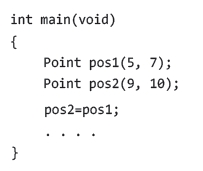 int main(void)
{
    Point pos1(5, 7);
    Point pos2(9, 10);
    pos2=pos1;
    . . . .
}